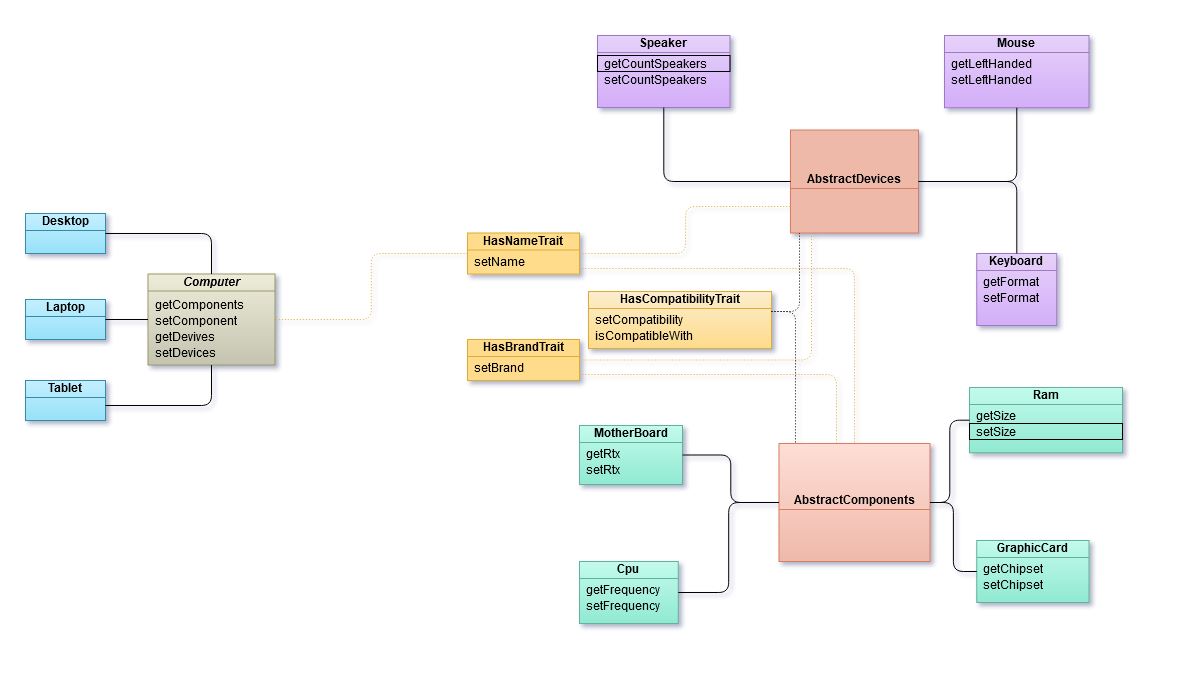 Speaker
getCountSpeakers
setCountSpeakers
Mouse
getLeftHanded
setLeftHanded
AbstractDevices
Desktop
HasNameTrait
setName
Keyboard
getFormat
setFormat
Computer
getComponents
setComponent
getDevives
setDevices
Laptop
HasCompatibilityTrait
setCompatibility
isCompatibleWith
HasBrandTrait
setBrand
Tablet
Ram
getSize
setSize
MotherBoard
getRtx
setRtx
AbstractComponents
GraphicCard
getChipset
setChipset
Cpu
getFrequency
setFrequency